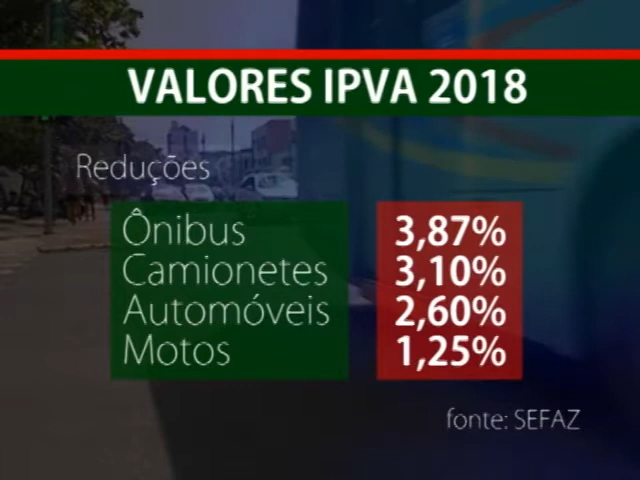 VALORES IPVA 2018
Reduções
Ônibus 3,87%
Camionetes 3,10%
Automóveis 2,60%
Motos 1,25%
fonte: SEFAZ